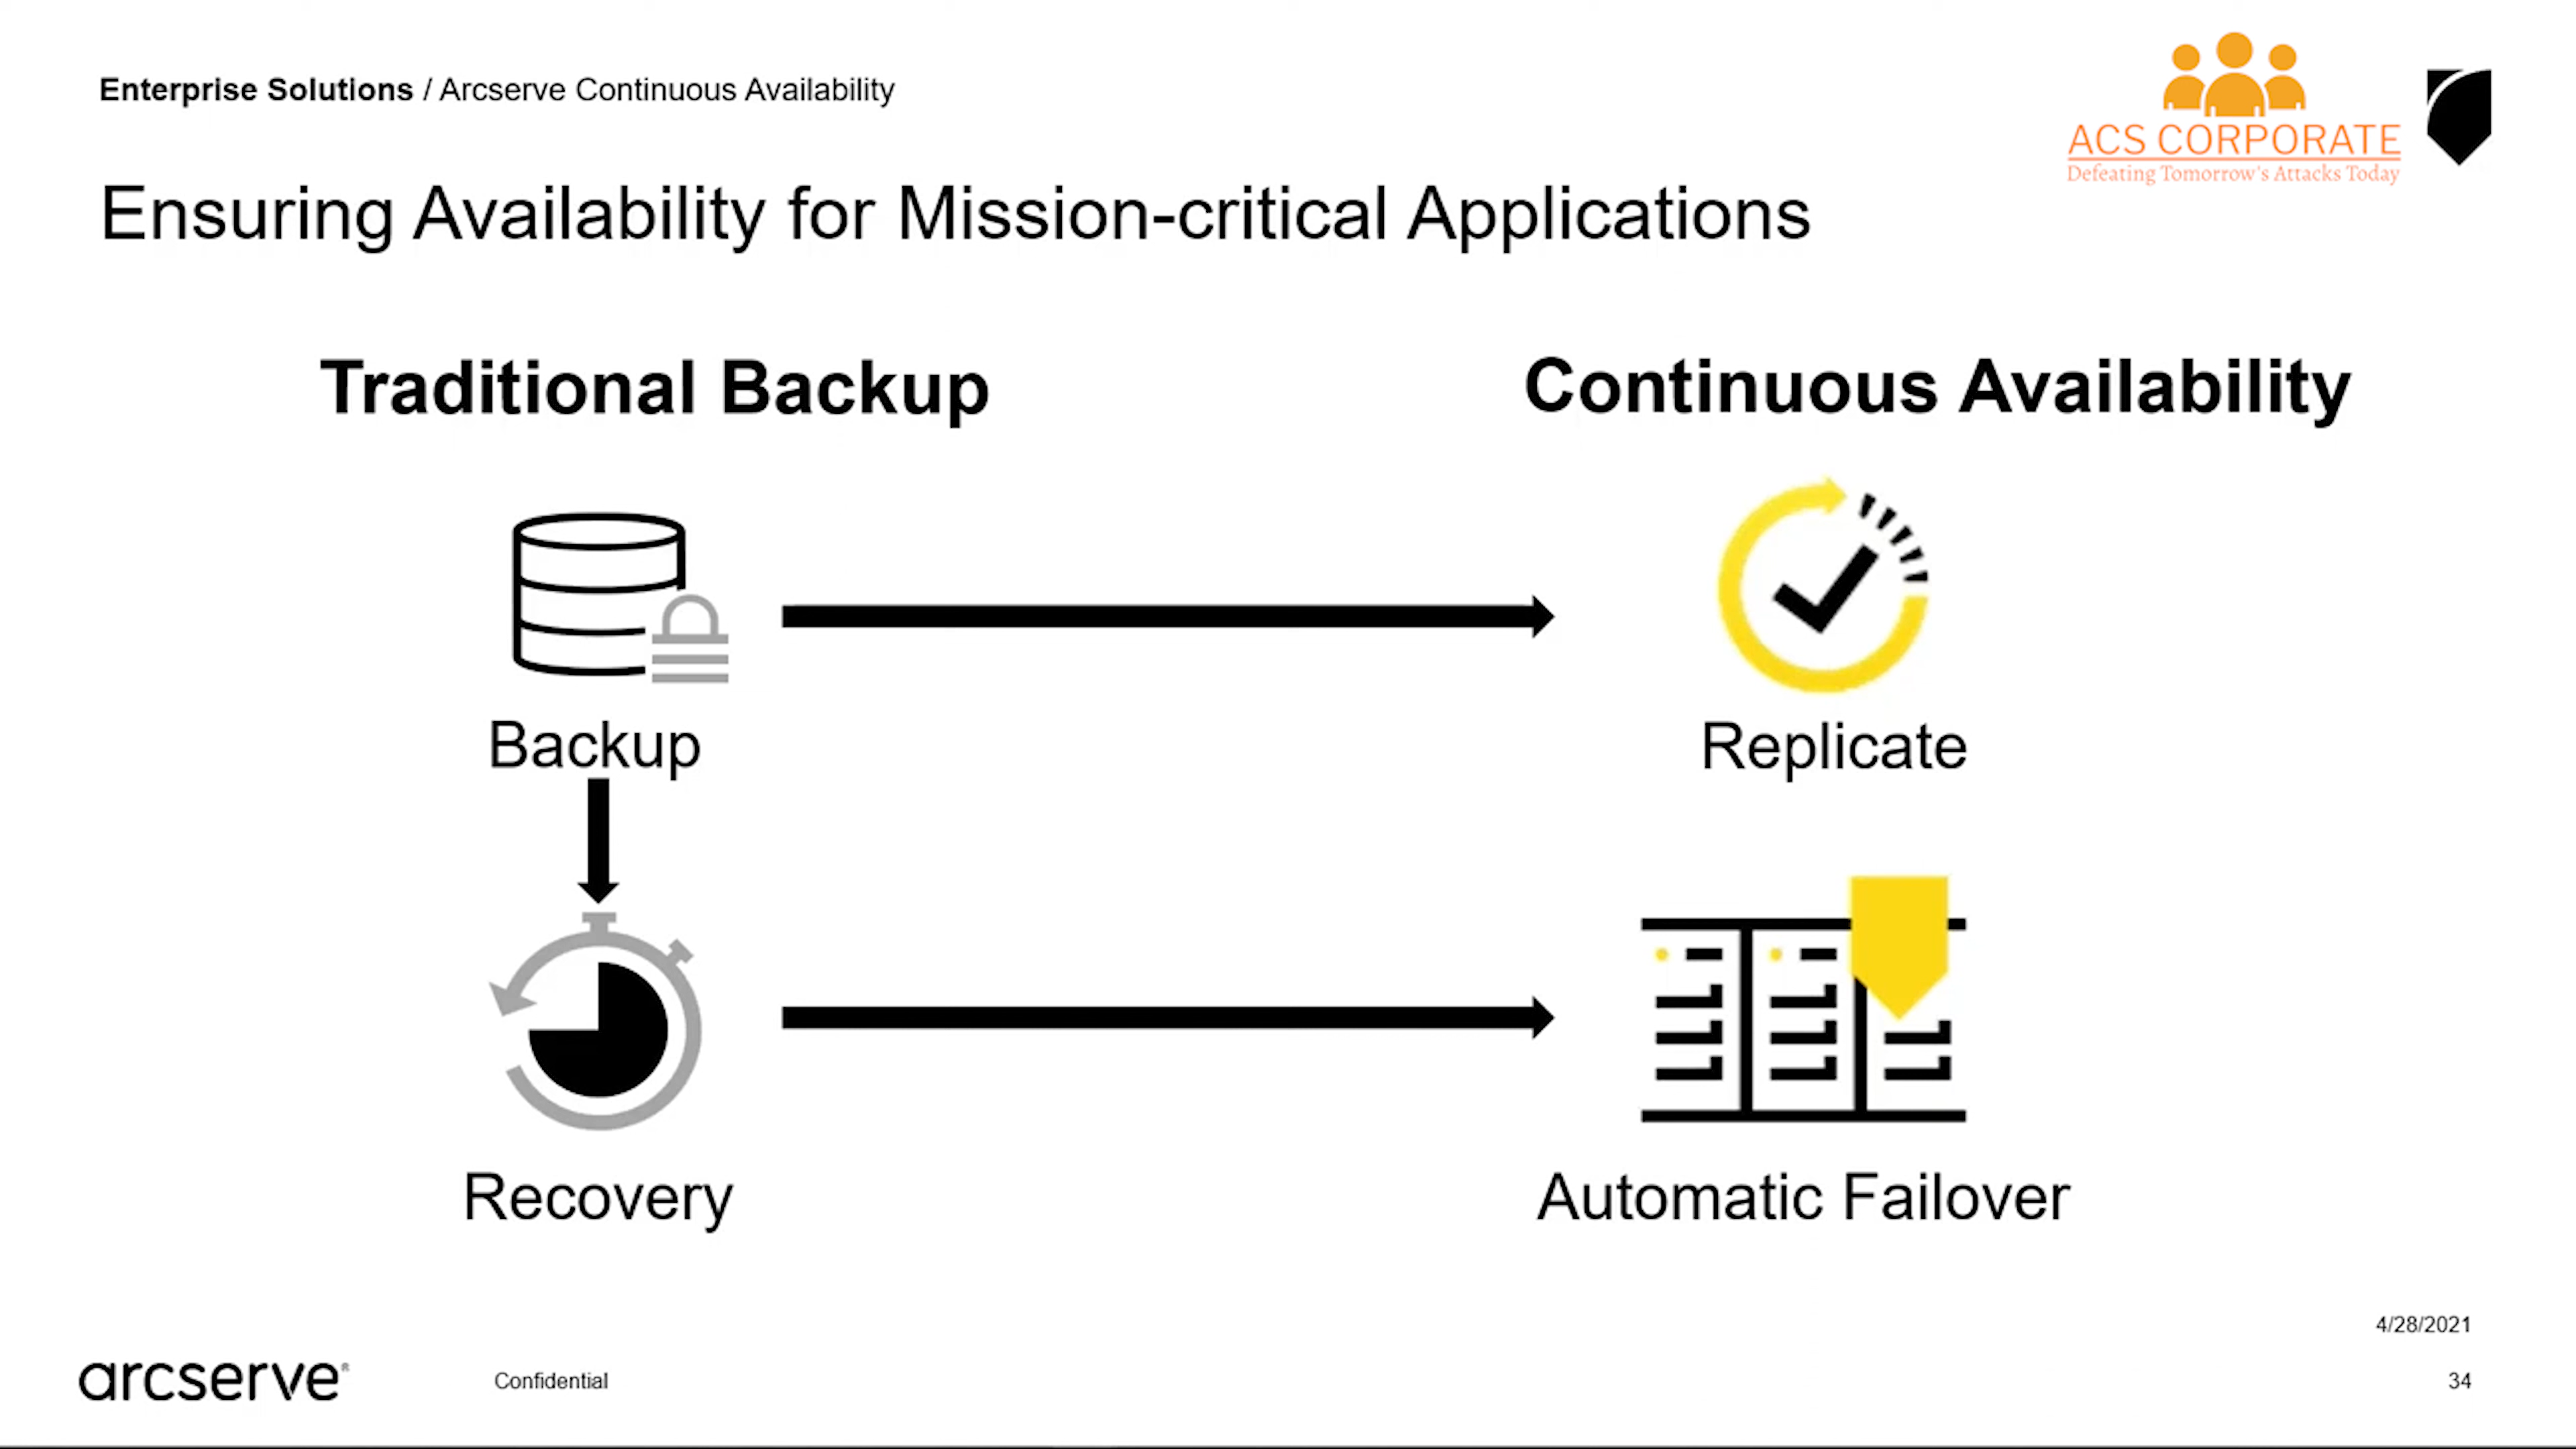 Enterprise Solutions / Arcserve Continuous Availability
ACS CORPORATE
Defeating Tomorrow's Attacks Today
Ensuring Availability for Mission-critical Applications
Traditional Backup
Continuous Availability
Backup
Replicate
Recovery
Automatic Failover
4/28/2021
arcserve®
Confidential
34